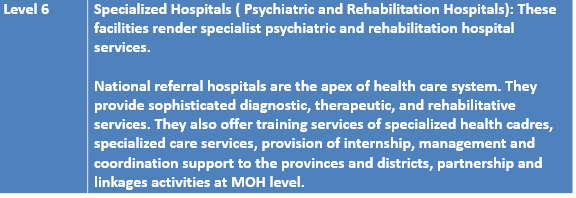 Level 6
Specialized Hospitals ( Psychiatric and Rehabilitation Hospitals): These
facilities render specialist psychiatric and rehabilitation hospital
services.
National referral hospitals are the apex of health care system. They
provide sophisticated diagnostic, therapeutic, and rehabilitative
services. They also offer training services of specialized health cadres,
specialized care services, provision of internship, management and
coordination support to the provinces and districts, partnership and
linkages activities at MOH level.